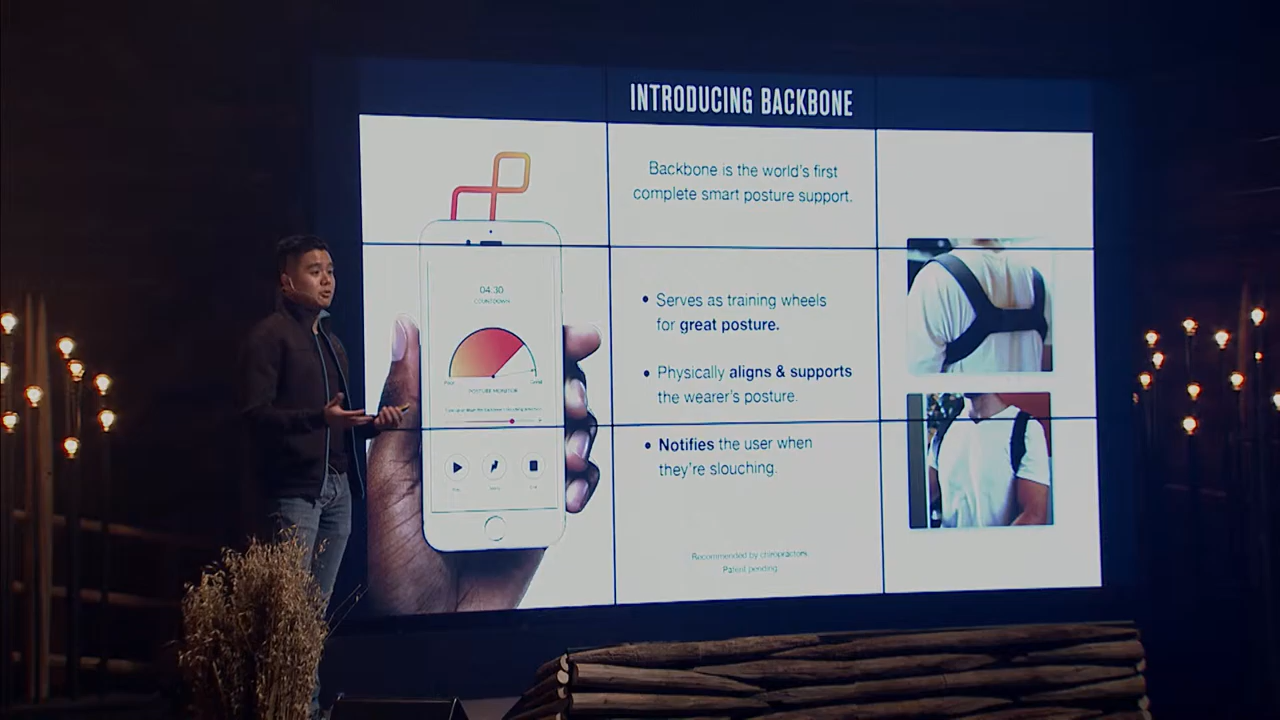 INTRODUCING BACKBONE
Backbone is the world's first
complete smart posture support.
04:30
COUNTDOWN
POSTURE MONITOR
• Serves as training wheels
for great posture.
• Physically aligns & supports
the wearer's posture.
• Notifies the user when
they're slouching.
Recommended by chiropractors.
Patent pending.